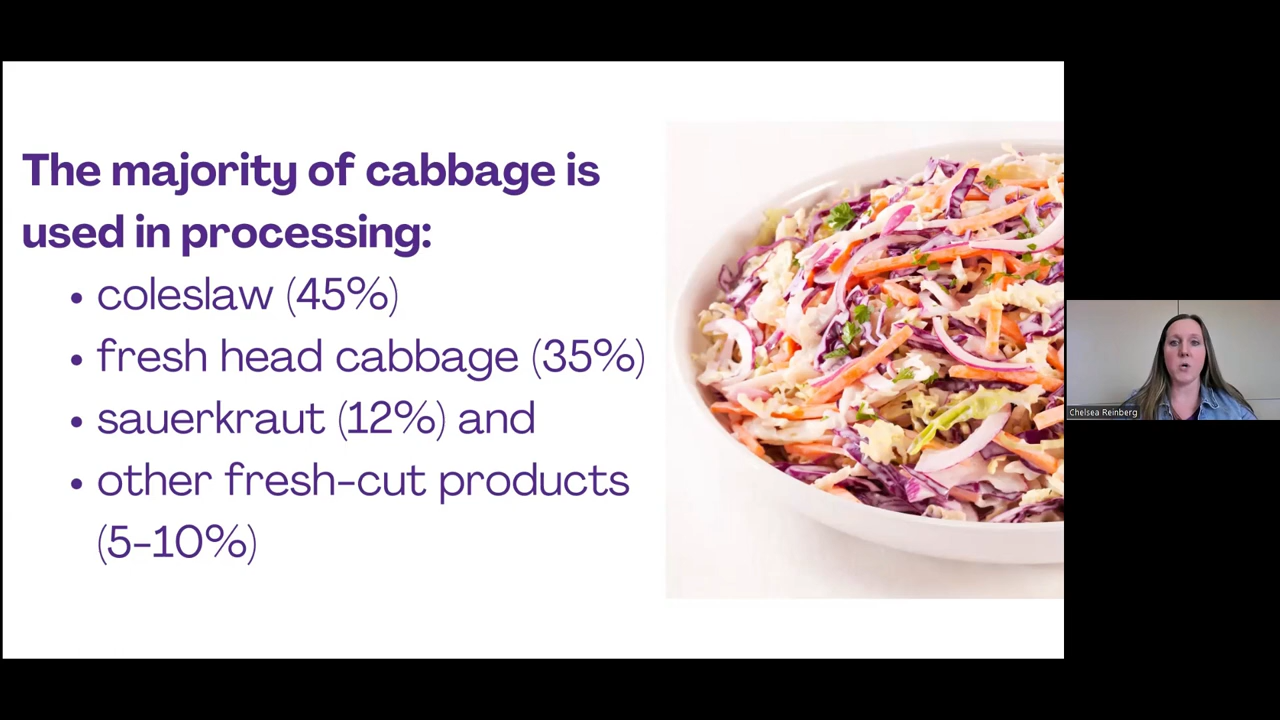 The majority of cabbage is
used in processing:
• coleslaw (45%)
• fresh head cabbage (35%)
• sauerkraut (12%) and
• other fresh-cut products
(5-10%)
Chelsea Reinberg